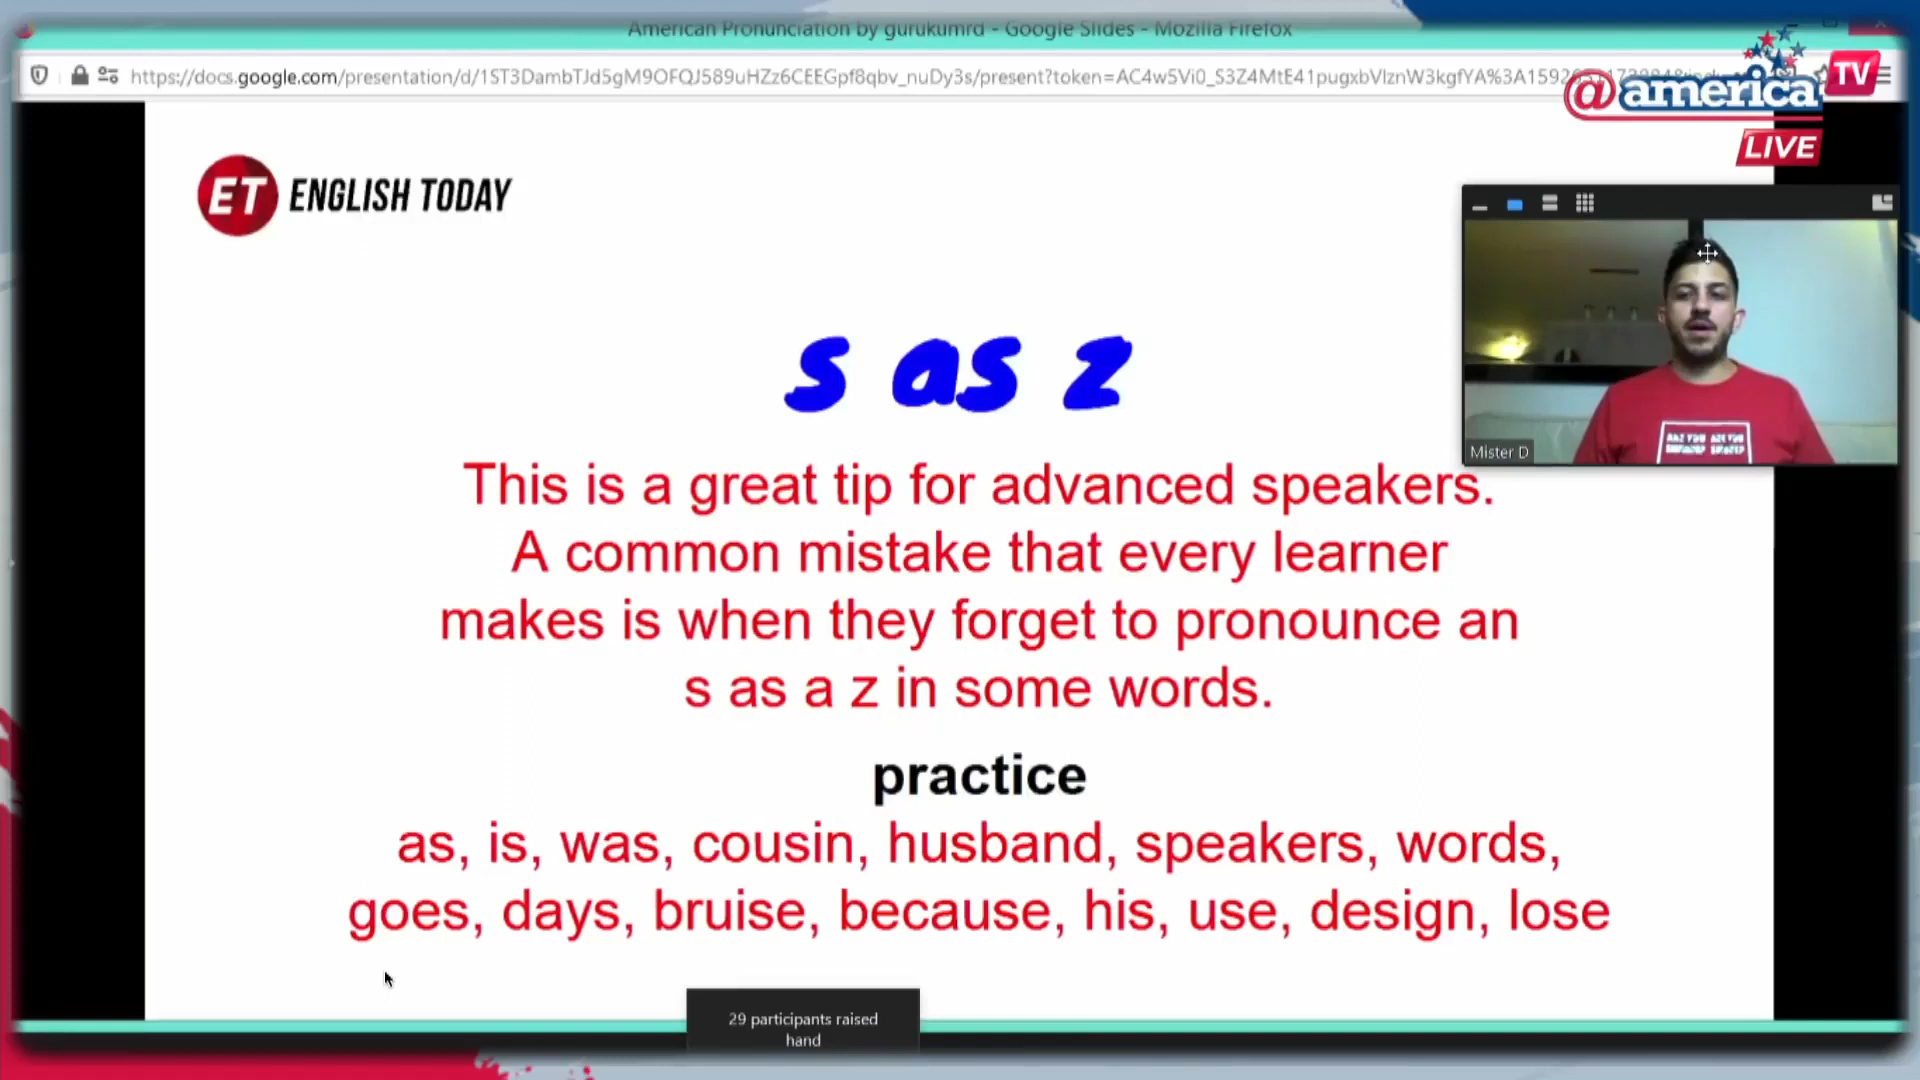 American Pronunciation by gurukumrd - Google Slides - Mozilla Firefox
@america TV
LIVE
ET ENGLISH TODAY
Mister D
s as z
This is a great tip for advanced speakers.
A common mistake that every learner
makes is when they forget to pronounce an
s as a z in some words.
practice
as, is, was, cousin, husband, speakers, words,
goes, days, bruise, because, his, use, design, lose
29 participants raised
hand